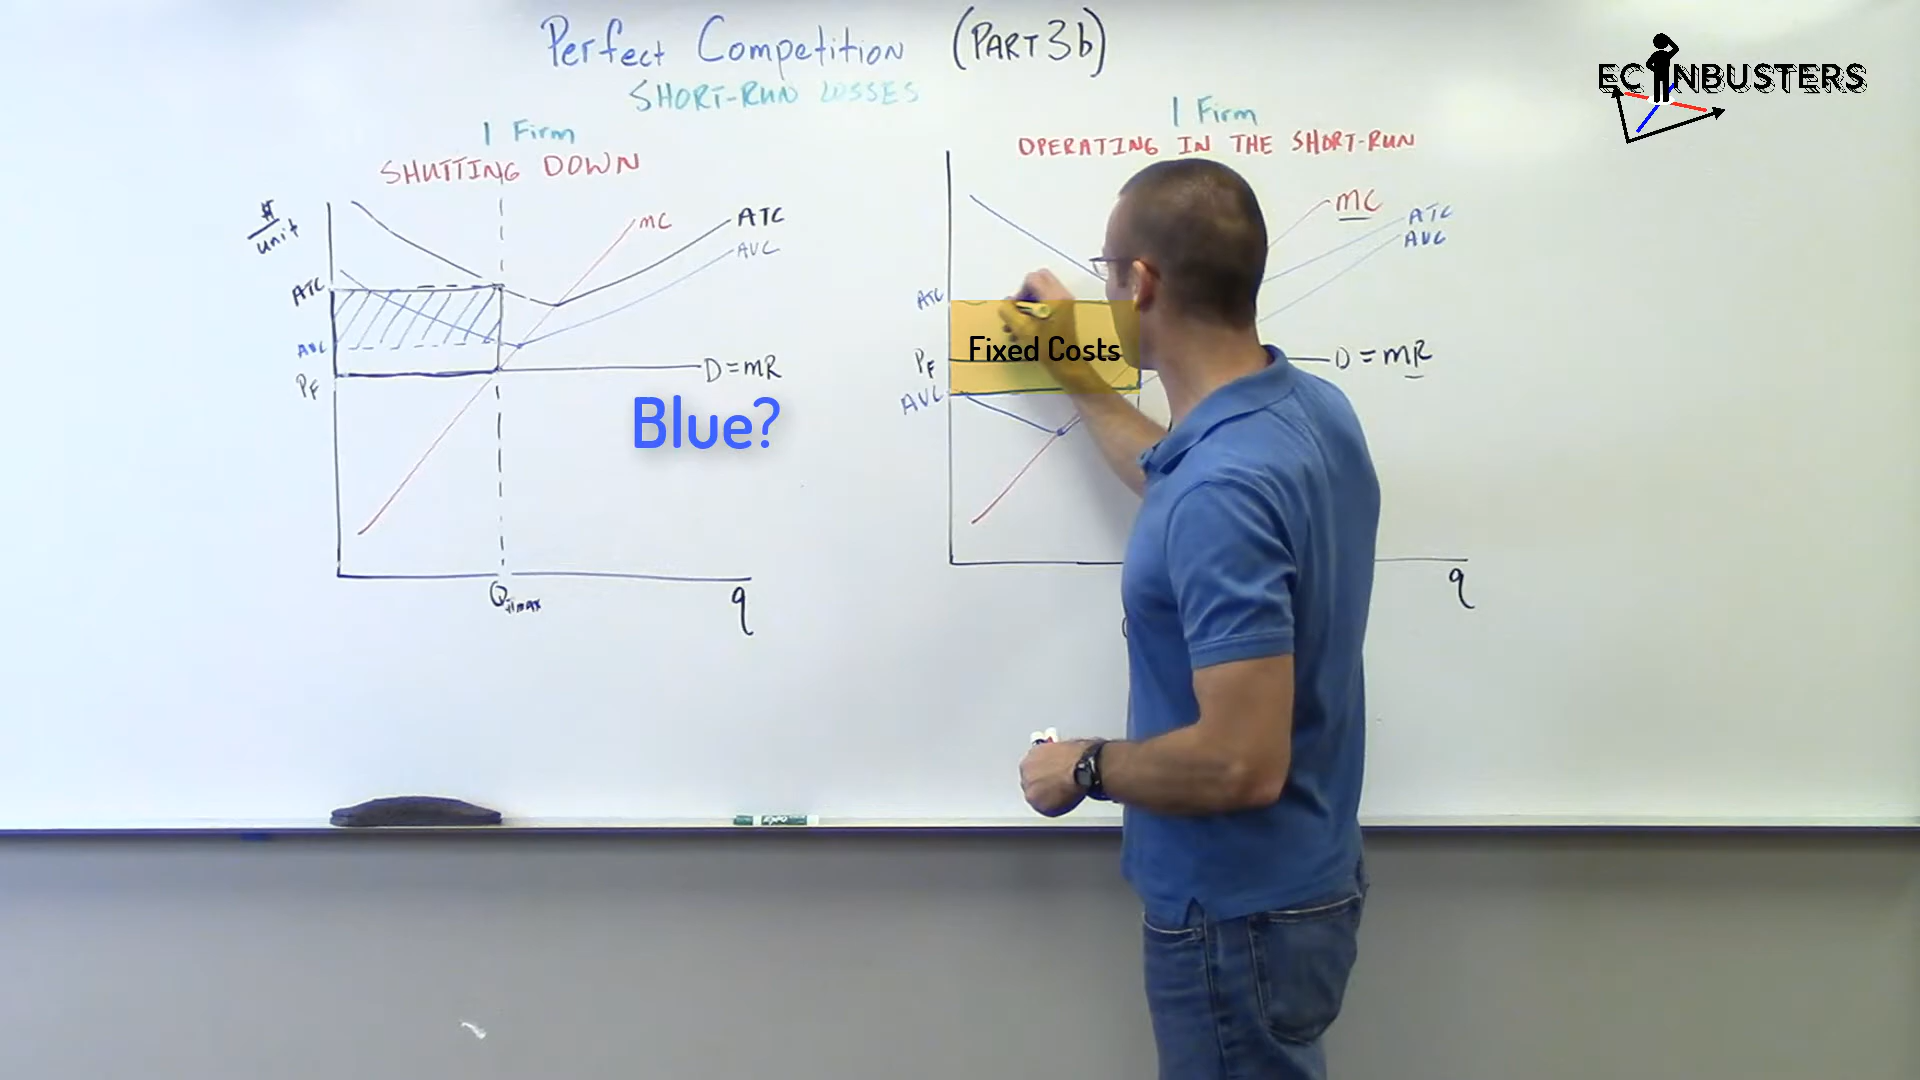 Perfect Competition (PART 3b)
SHORT-RUN LOSSES
ECONBUSTERS
1 Firm
SHUTTING DOWN
$
unit
MC
ATC
AVC
ATC
AVC
PF
D=MR
Blue?
Qπmax
q
1 Firm
OPERATING IN THE SHORT-RUN
MC
ATC
AVC
ATC
Fixed Costs
PF
AVC
D=MR
q